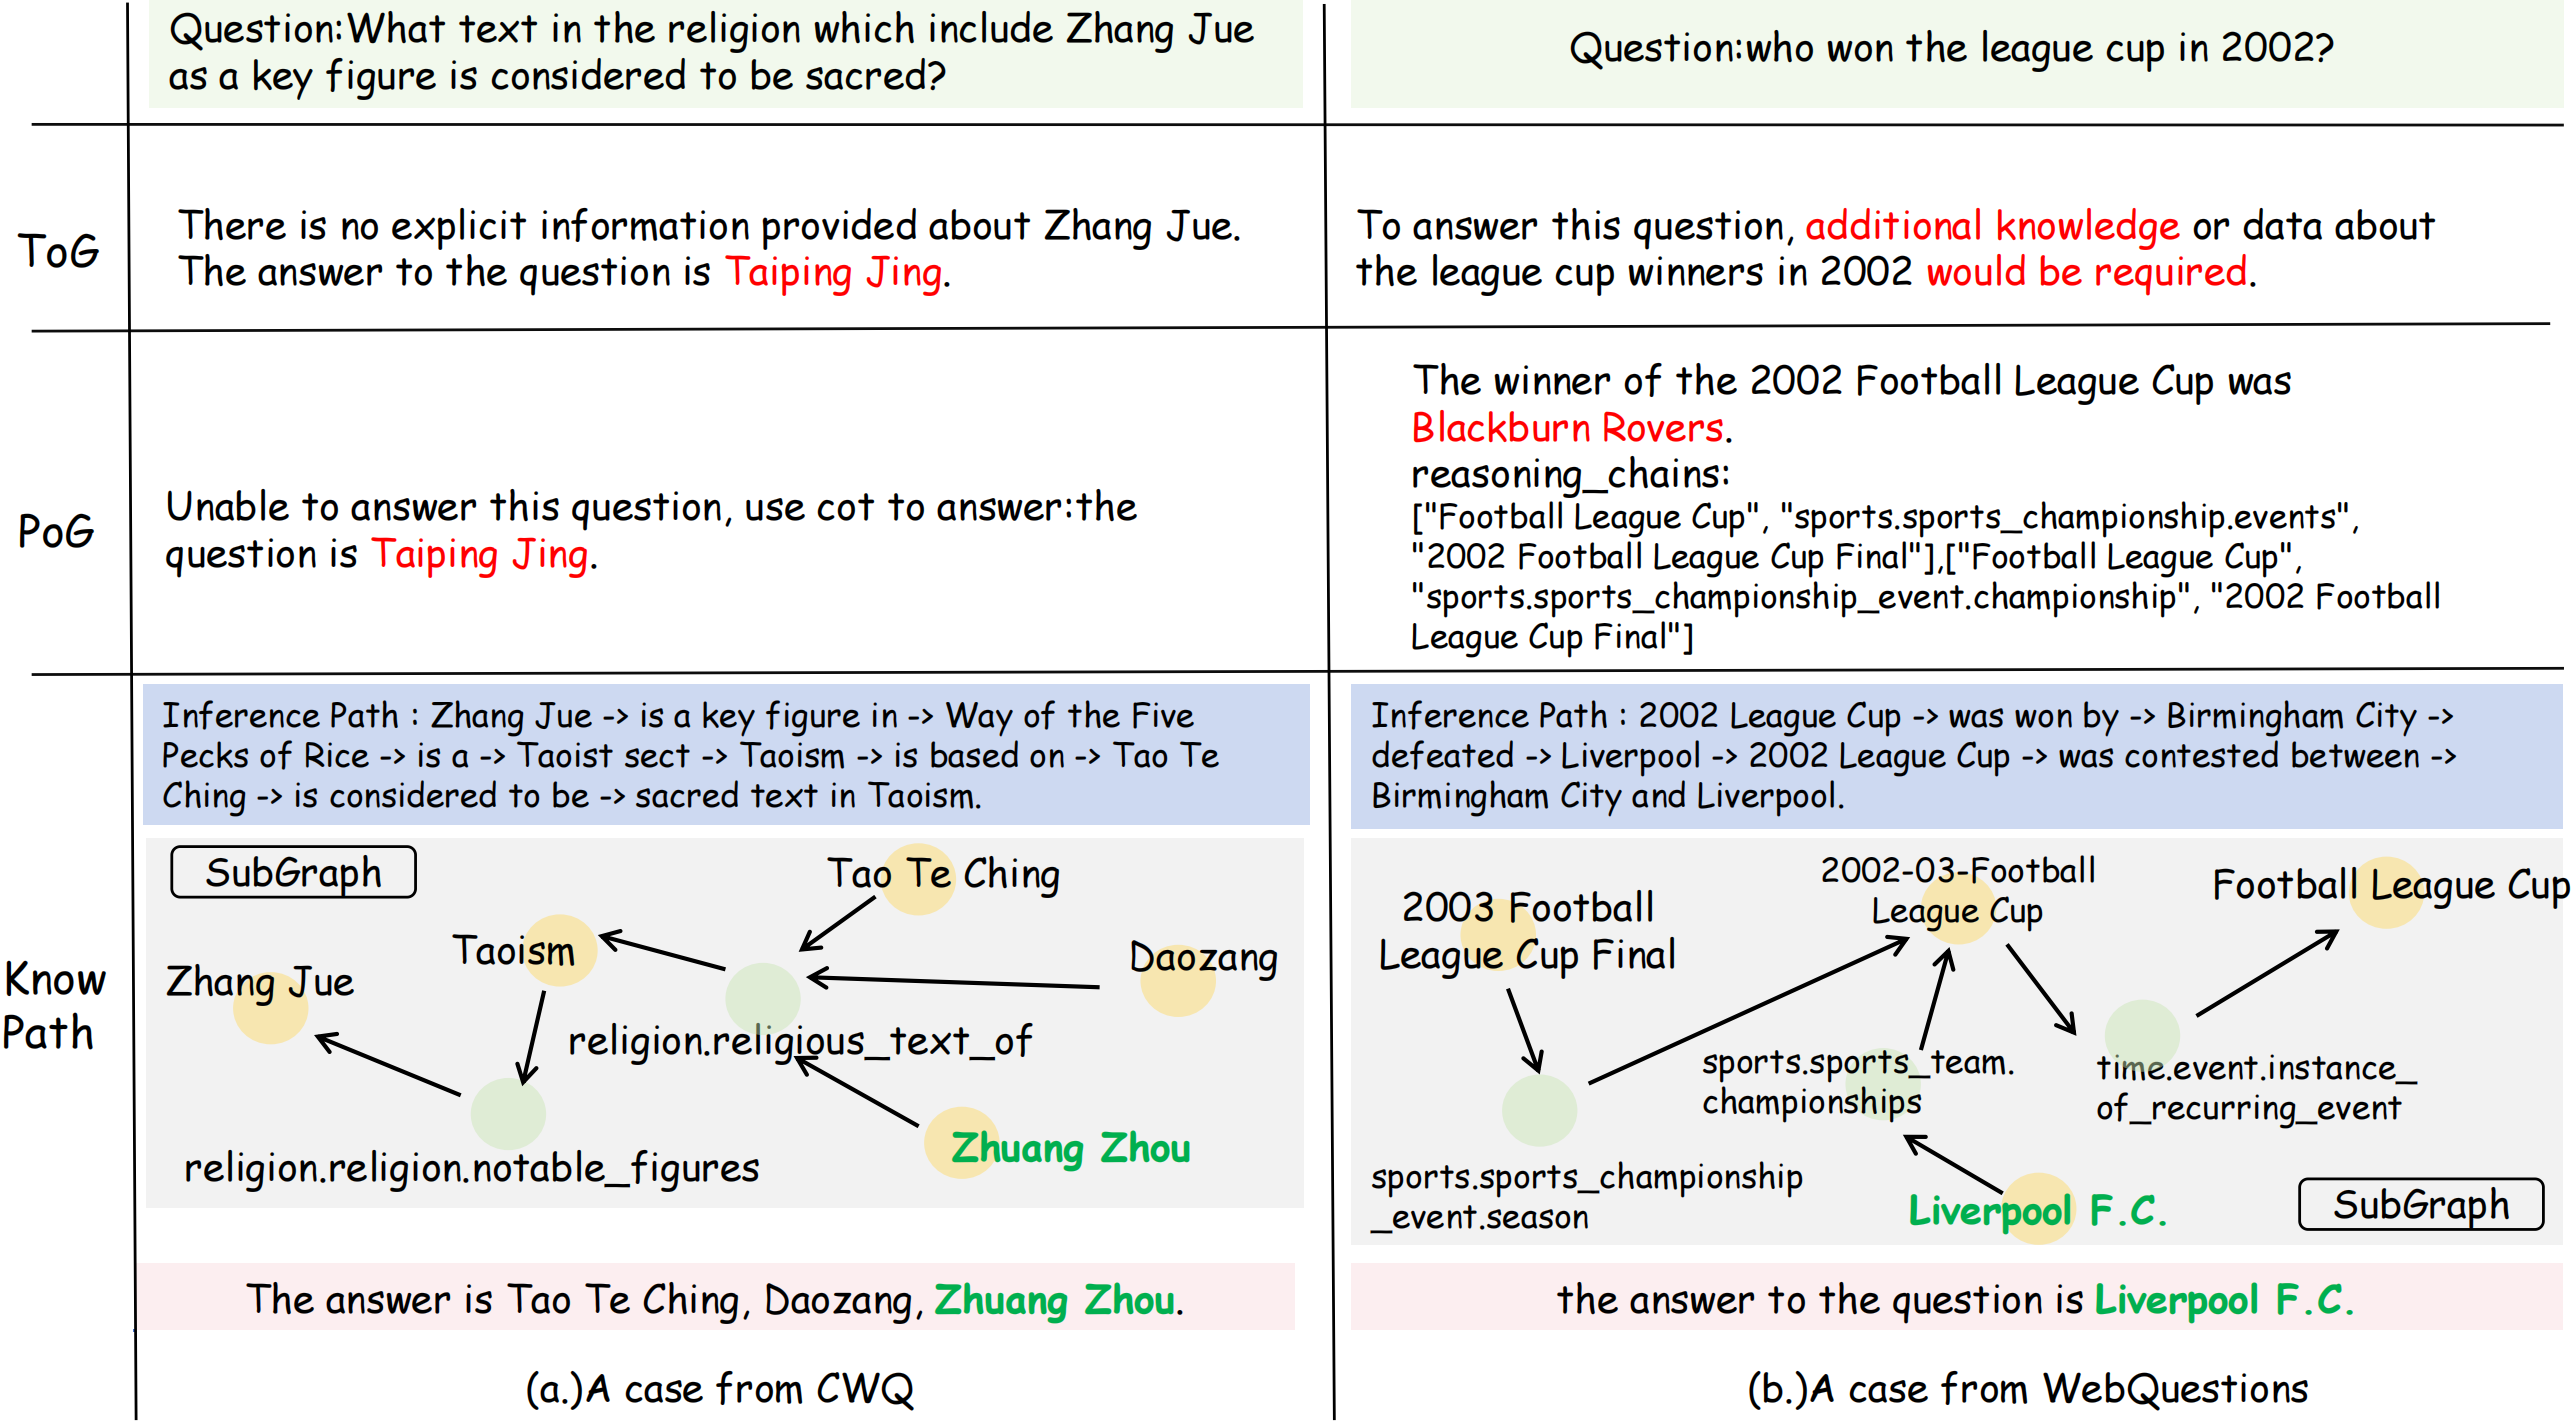 Question:What text in the religion which include Zhang Jue
as a key figure is considered to be sacred?
Question:who won the league cup in 2002?
ToG
There is no explicit information provided about Zhang Jue.
The answer to the question is Taiping Jing.
To answer this question, additional knowledge or data about
the league cup winners in 2002 would be required.
PoG
Unable to answer this question, use cot to answer:the
question is Taiping Jing.
The winner of the 2002 Football League Cup was
Blackburn Rovers.
reasoning_chains:
["Football League Cup", "sports.sports_championship.events",
"2002 Football League Cup Final"],["Football League Cup",
"sports.sports_championship_event.championship", "2002 Football
League Cup Final"]
Know
Path
Inference Path : Zhang Jue -> is a key figure in -> Way of the Five
Pecks of Rice -> is a -> Taoist sect -> Taoism -> is based on -> Tao Te
Ching -> is considered to be -> sacred text in Taoism.
SubGraph
Tao Te Ching
Taoism
Daozang
Zhang Jue
religion.religious_text_of
Zhuang Zhou
religion.religion.notable_figures
The answer is Tao Te Ching, Daozang, Zhuang Zhou.
(a.)A case from CWQ
Inference Path : 2002 League Cup -> was won by -> Birmingham City ->
defeated -> Liverpool -> 2002 League Cup -> was contested between ->
Birmingham City and Liverpool.
2002-03-Football
League Cup
Football League Cup
2003 Football
League Cup Final
sports.sports_team.
championships
time.event.instance_
of_recurring_event
sports.sports_championship
_event.season
Liverpool F.C.
SubGraph
the answer to the question is Liverpool F.C.
(b.)A case from WebQuestions